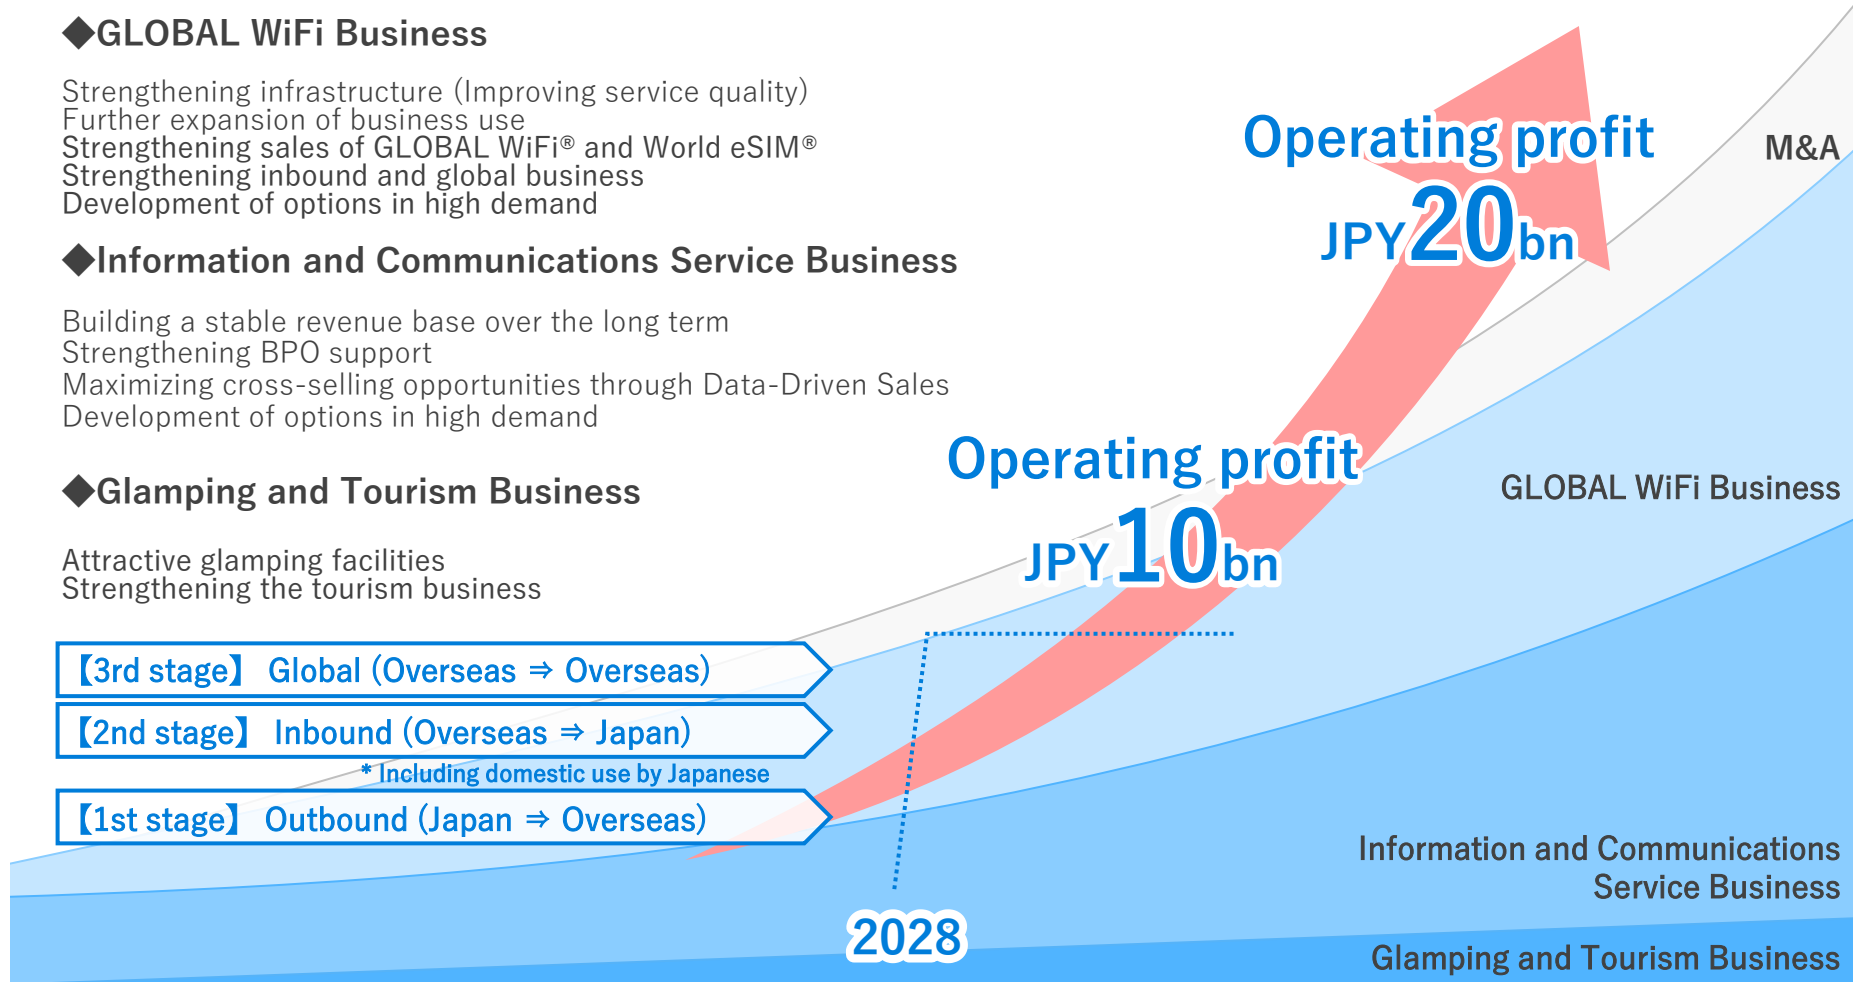 ◆GLOBAL WiFi Business
Strengthening infrastructure (Improving service quality)
Further expansion of business use
Strengthening sales of GLOBAL WiFi® and World eSIM®
Strengthening inbound and global business
Development of options in high demand
◆Information and Communications Service Business
Building a stable revenue base over the long term
Strengthening BPO support
Maximizing cross-selling opportunities through Data-Driven Sales
Development of options in high demand
◆Glamping and Tourism Business
Attractive glamping facilities
Strengthening the tourism business
【3rd stage】 Global (Overseas ⇒ Overseas)
【2nd stage】 Inbound (Overseas ⇒ Japan)
* Including domestic use by Japanese
【1st stage】 Outbound (Japan ⇒ Overseas)
2028
Operating profit
JPY10bn
Operating profit
JPY20bn
M&A
GLOBAL WiFi Business
Information and Communications
Service Business
Glamping and Tourism Business